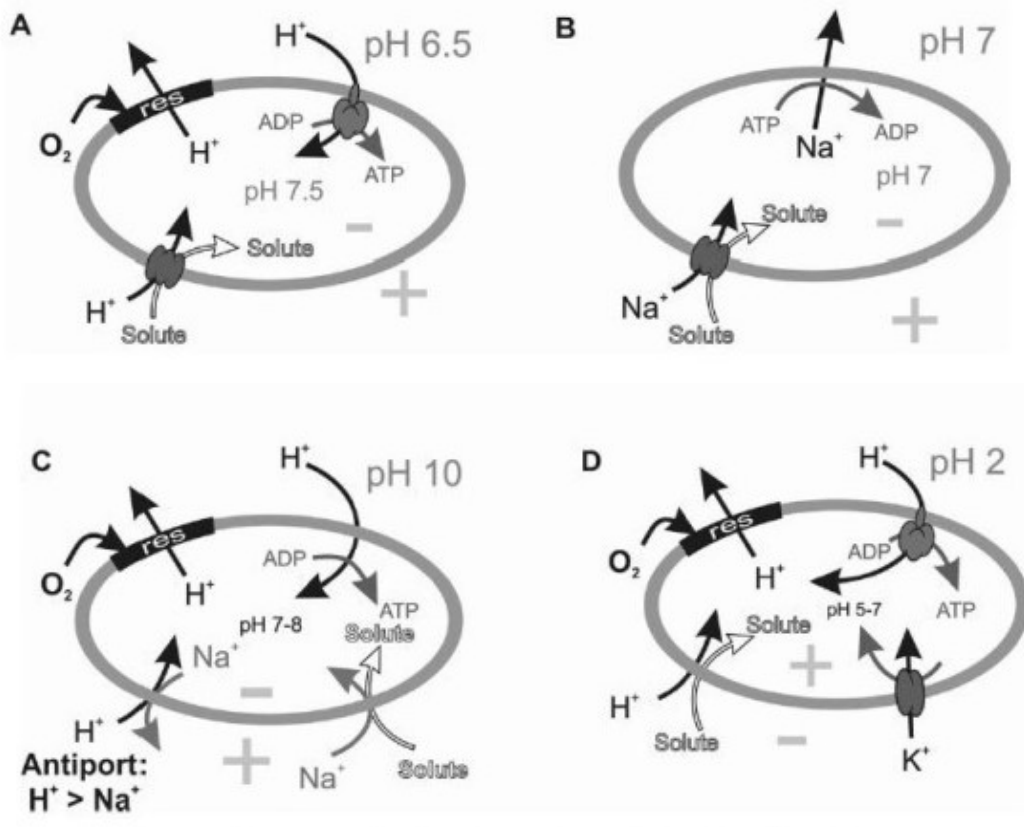 A
H⁺
pH 6.5
res
O₂
H⁺
ADP
ATP
pH 7.5
−
Solute
+
H⁺
Solute
B
pH 7
ATP
Na⁺
ADP
pH 7
−
Solute
Na⁺
Solute
+
C
H⁺
pH 10
res
O₂
H⁺
ADP
ATP
pH 7-8
Solute
Na⁺
−
H⁺
+
Na⁺
Solute
Antiport:
H⁺ > Na⁺
D
H⁺
pH 2
res
O₂
H⁺
ADP
pH 5-7
ATP
Solute
+
H⁺
Solute
−
K⁺